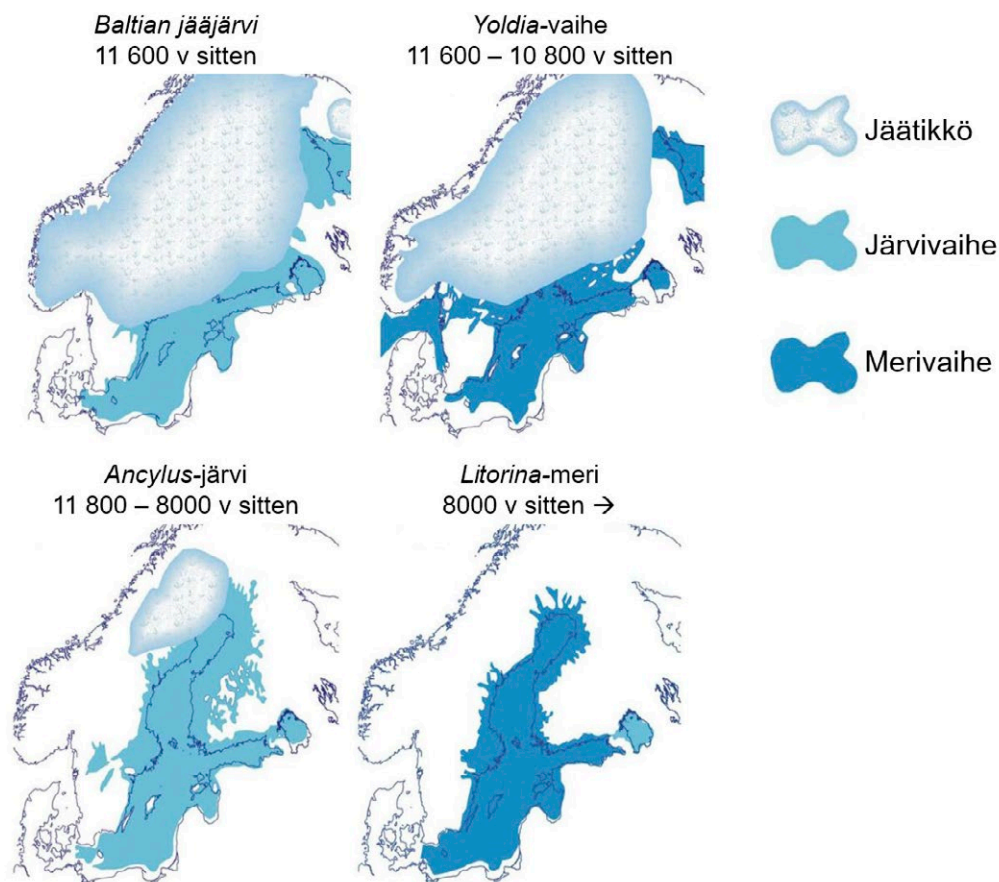 Baltian jääjärvi
11 600 v sitten
Yoldia-vaihe
11 600 – 10 800 v sitten
Jäätikkö
Järvivaihe
Merivaihe
Ancylus-järvi
11 800 – 8000 v sitten
Litorina-meri
8000 v sitten →